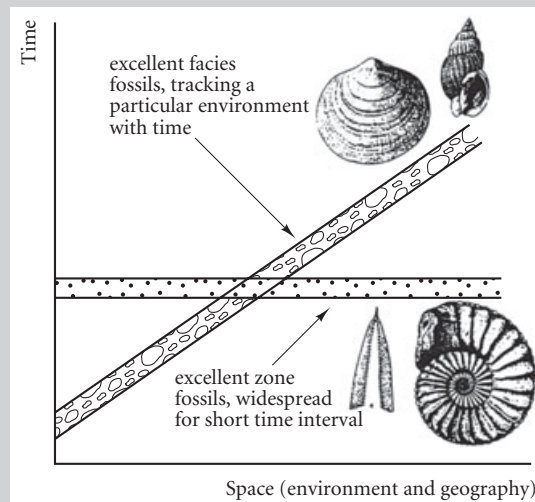 Time
excellent facies
fossils, tracking a
particular environment
with time
excellent zone
fossils, widespread
for short time interval
Space (environment and geography)